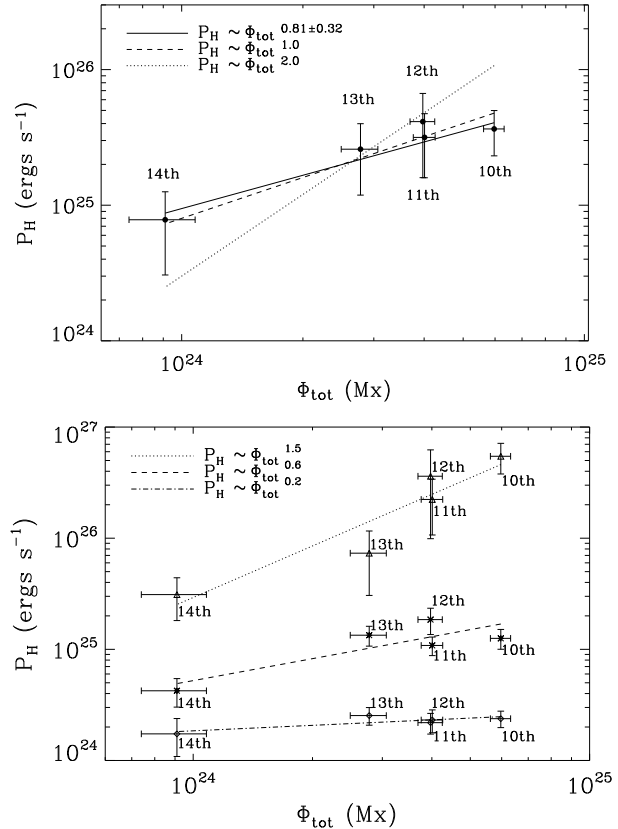 P_H ~ Φ_tot^0.81±0.32
P_H ~ Φ_tot^1.0
P_H ~ Φ_tot^2.0
10^26
10^25
10^24
P_H (ergs s^−1)
14th
13th
12th
11th
10th
10^24
10^25
Φ_tot (Mx)
P_H ~ Φ_tot^1.5
P_H ~ Φ_tot^0.6
P_H ~ Φ_tot^0.2
10^27
10^26
10^25
10^24
P_H (ergs s^−1)
14th
13th
12th
11th
10th
14th
13th
12th
11th
10th
14th
13th
12th
11th
10th
10^24
10^25
Φ_tot (Mx)